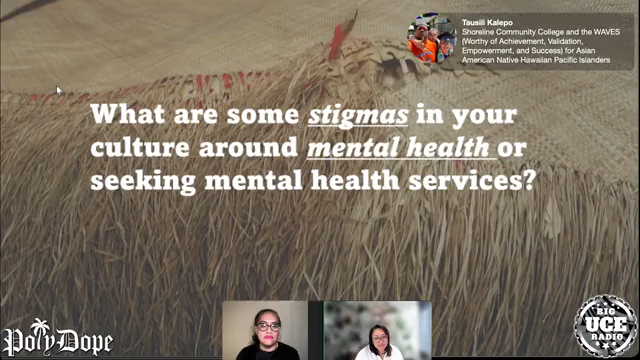 Tausili Kalepo
Shoreline Community College and the WAVES
(Worthy of Achievement, Validation,
Empowerment, and Success) for Asian
American Native Hawaiian Pacific Islanders
What are some stigmas in your
culture around mental health or
seeking mental health services?
PolyDope
BIG
UCE
RADIO